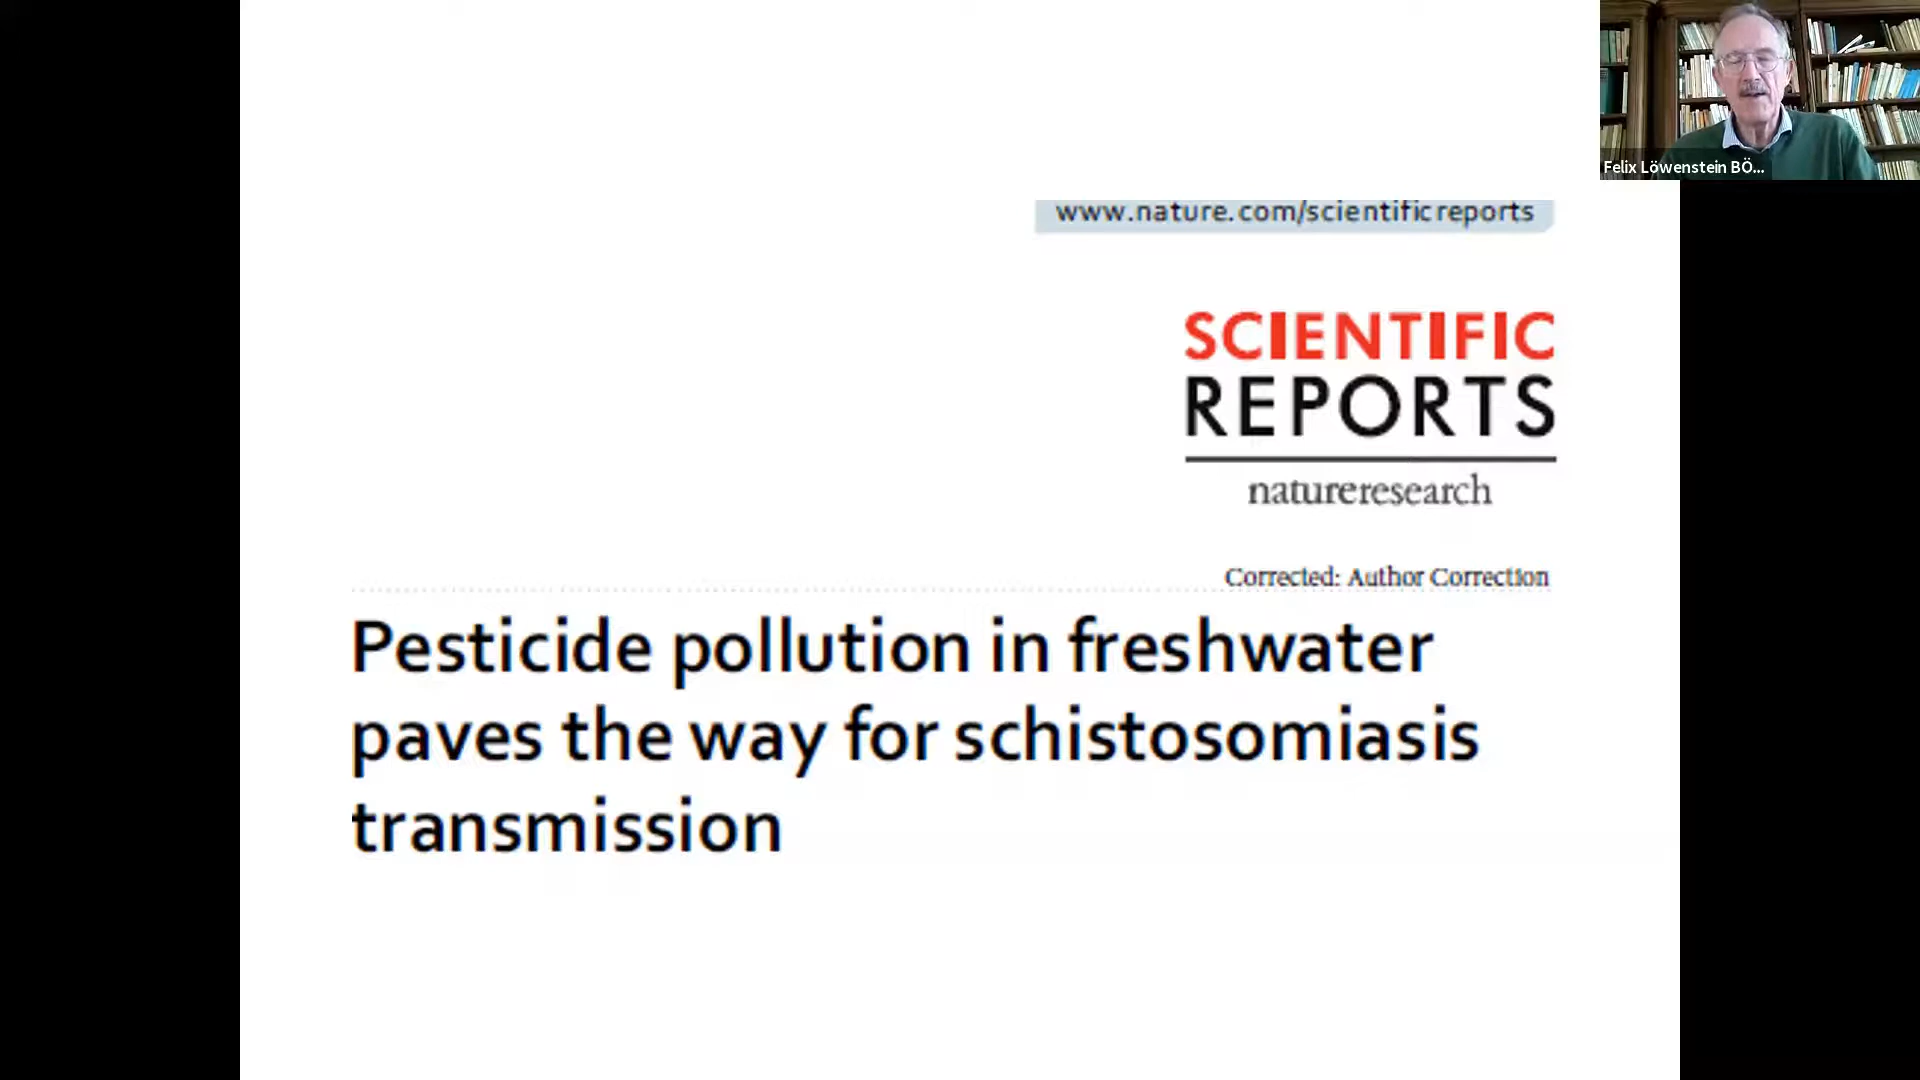 Felix Löwenstein BÖ...
www.nature.com/scientificreports
SCIENTIFIC
REPORTS
natureresearch
Corrected: Author Correction
Pesticide pollution in freshwater
paves the way for schistosomiasis
transmission